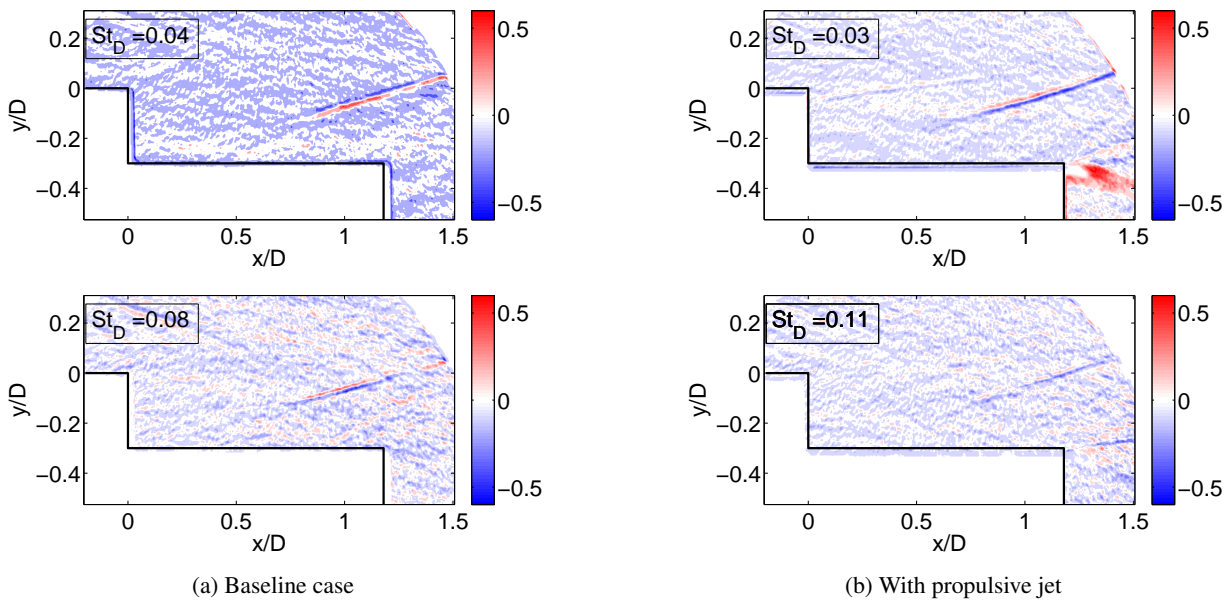 St_D =0.04
0.2
0
−0.2
−0.4
y/D
0 0.5 1 1.5
x/D
0.5
0
−0.5
St_D =0.03
0.2
0
−0.2
−0.4
y/D
0 0.5 1 1.5
x/D
0.5
0
−0.5
St_D =0.08
0.2
0
−0.2
−0.4
y/D
0 0.5 1 1.5
x/D
0.5
0
−0.5
St_D =0.11
0.2
0
−0.2
−0.4
y/D
0 0.5 1 1.5
x/D
0.5
0
−0.5
(a) Baseline case
(b) With propulsive jet